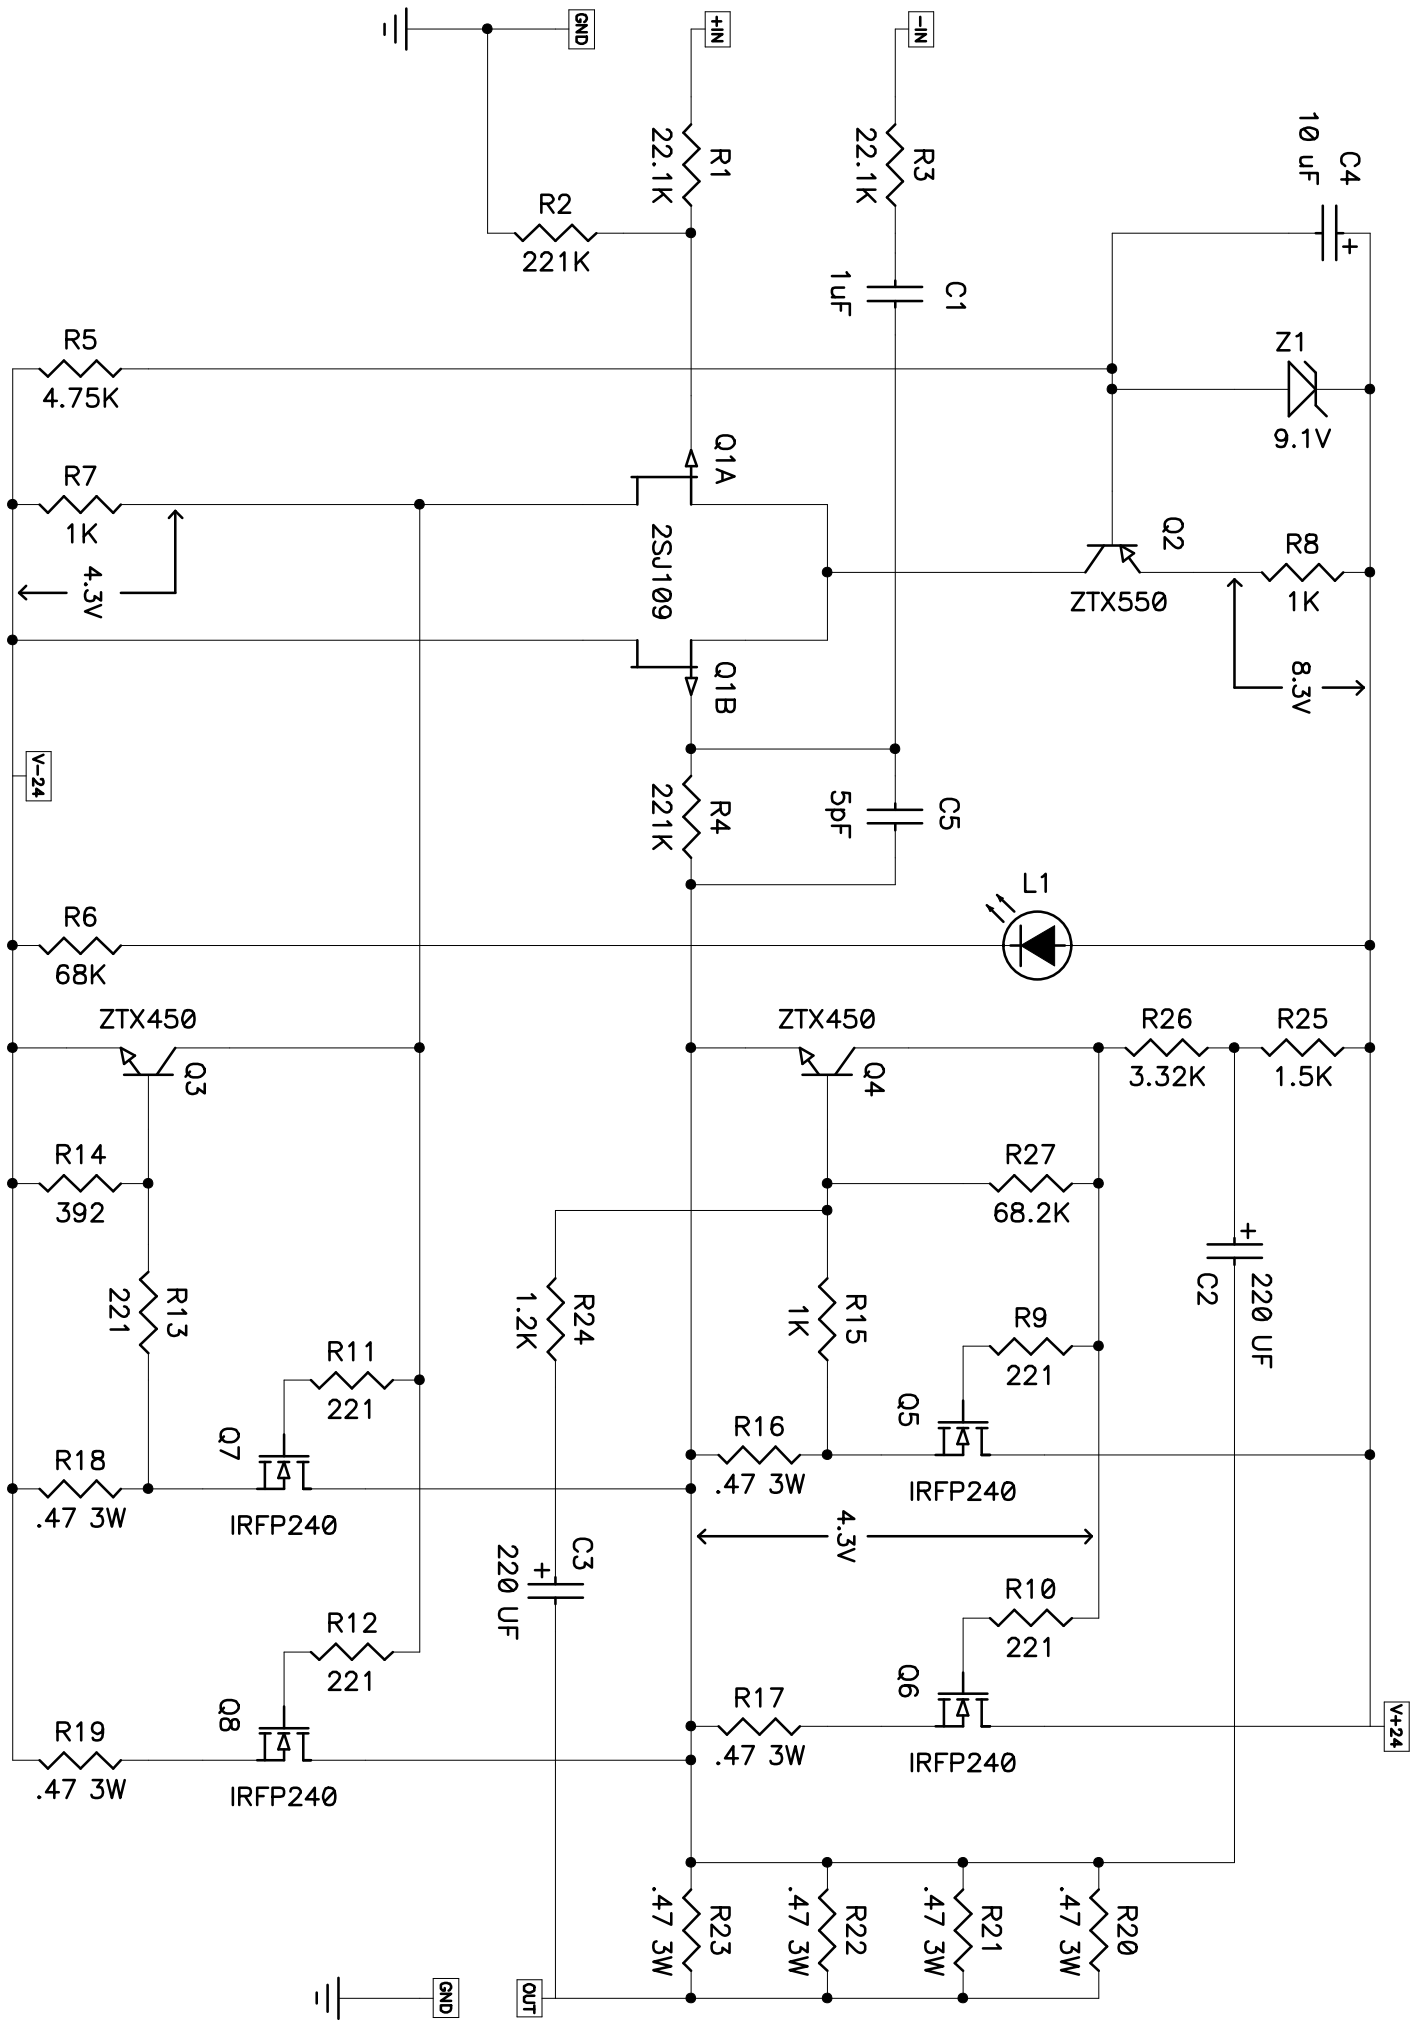 GND
+IN
-IN
R1
22.1K
R3
22.1K
C4
10 uF
R2
221K
C1
1uF
R5
4.75K
Z1
9.1V
Q1A
R7
1K
4.3V
2SJ109
Q2
ZTX550
R8
1K
Q1B
8.3V
V-24
R4
221K
C5
5pF
L1
R6
68K
ZTX450
Q3
ZTX450
Q4
R26
3.32K
R25
1.5K
R14
392
R27
68.2K
R13
221
R24
1.2K
R15
1K
220 UF
C2
R11
221
R9
221
Q7
R18
.47 3W
IRFP240
R16
.47 3W
Q5
IRFP240
4.3V
C3
220 UF
R10
221
R12
221
Q8
R19
.47 3W
IRFP240
R17
.47 3W
Q6
IRFP240
V+24
R23
.47 3W
R22
.47 3W
R21
.47 3W
R20
.47 3W
GND
OUT